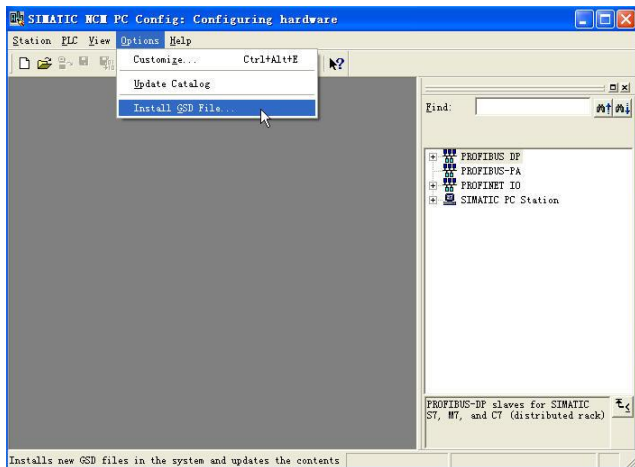 SIMATIC NCM PC Config: Configuring hardware
Station PLC View Options Help
Customize... Ctrl+Alt+E
Update Catalog
Install GSD File...
Find:
PROFIBUS DP
PROFIBUS-PA
PROFINET IO
SIMATIC PC Station
PROFIBUS-DP slaves for SIMATIC
S7, M7, and C7 (distributed rack)
Installs new GSD files in the system and updates the contents